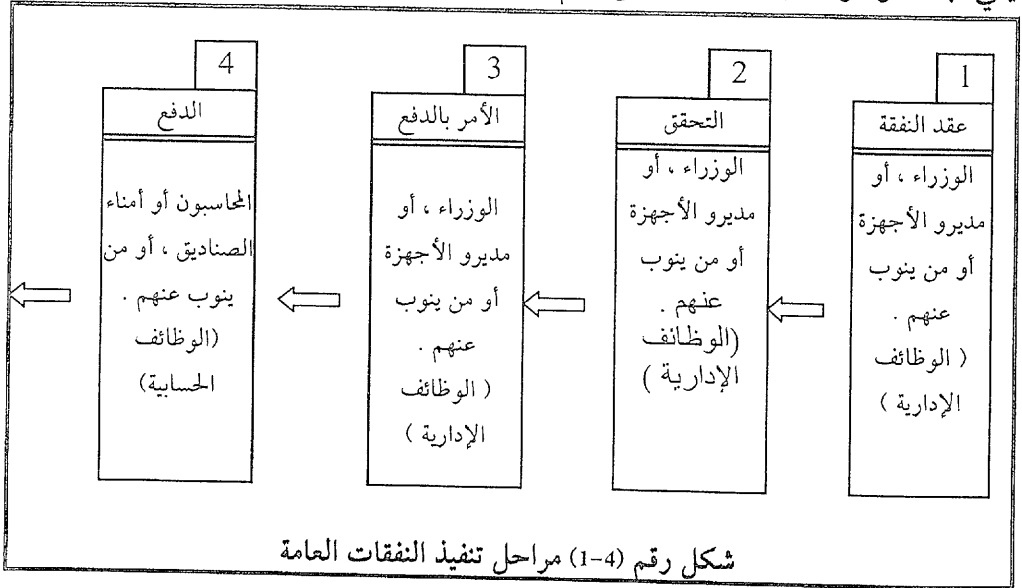 1
عقد النفقة
الوزراء ، أو
مديرو الأجهزة
أو من ينوب
عنهم .
( الوظائف
الإدارية )
2
التحقق
الوزراء ، أو
مديرو الأجهزة
أو من ينوب
عنهم .
(الوظائف
الإدارية )
3
الأمر بالدفع
الوزراء ، أو
مديرو الأجهزة
أو من ينوب
عنهم .
( الوظائف
الإدارية )
4
الدفع
المحاسبون أو أمناء
الصناديق ، أو من
ينوب عنهم .
(الوظائف
الحسابية)
شكل رقم (4-1) مراحل تنفيذ النفقات العامة